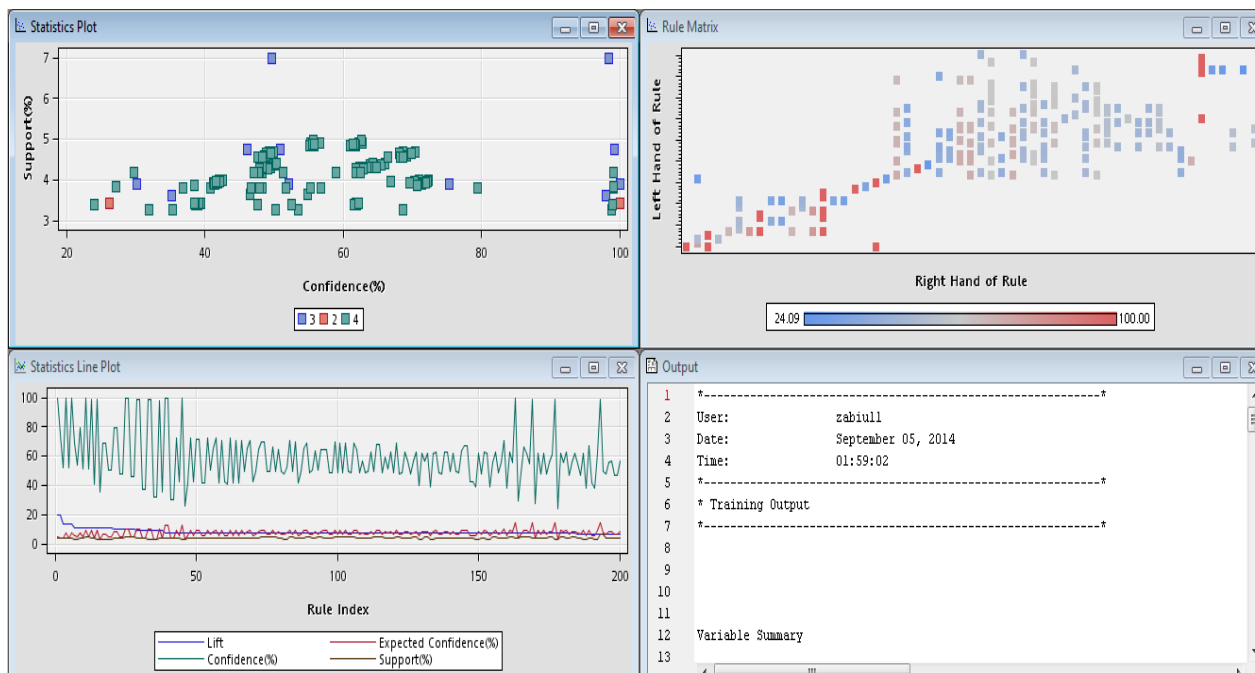 Statistics Plot
7
6
5
4
3
Support(%)
20 40 60 80 100
Confidence(%)
3 2 4
Rule Matrix
Left Hand of Rule
Right Hand of Rule
24.09 100.00
Statistics Line Plot
100
80
60
40
20
0
0 50 100 150 200
Rule Index
Lift Expected Confidence(%)
Confidence(%) Support(%)
Output
1 *------------------------------------------------------------*
2 User: zabiull
3 Date: September 05, 2014
4 Time: 01:59:02
5 *------------------------------------------------------------*
6 * Training Output
7 *------------------------------------------------------------*
8
9
10
11
12 Variable Summary
13